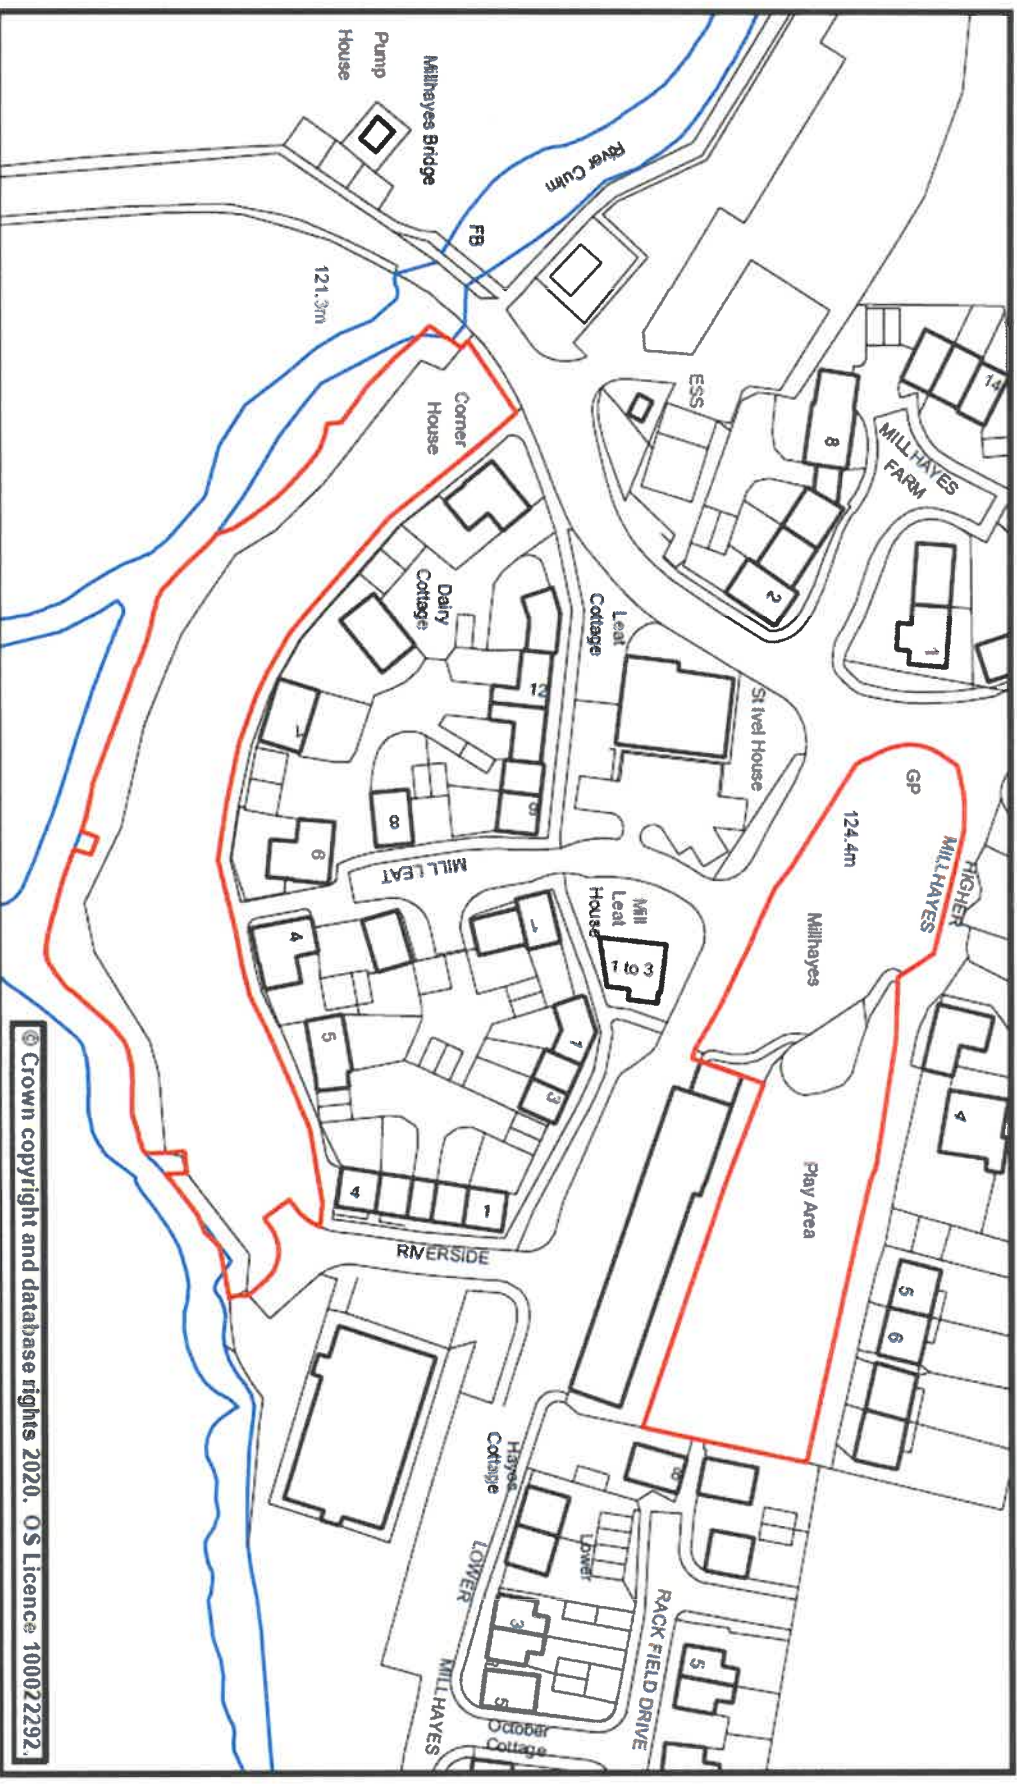 Pump
House
Millhayes Bridge
River Culm
FB
121.3m
Corner
House
ESS
14
MILLHAYES
FARM
8
2
1
Leat
Cottage
Dairy
Cottage
12
St Ivel House
9
8
1
6
MILL LEAT
GP
124.4m
HIGHER
MILLHAYES
Millhayes
Mill
Leat
House
1 to 3
1
4
5
1
3
4
1
RIVERSIDE
Play Area
4
5
6
Hayes
Cottage
LOWER
MILLHAYES
Lower
8
RACK FIELD DRIVE
3
5
5
October
Cottage
© Crown copyright and database rights 2020. OS Licence 100022292.